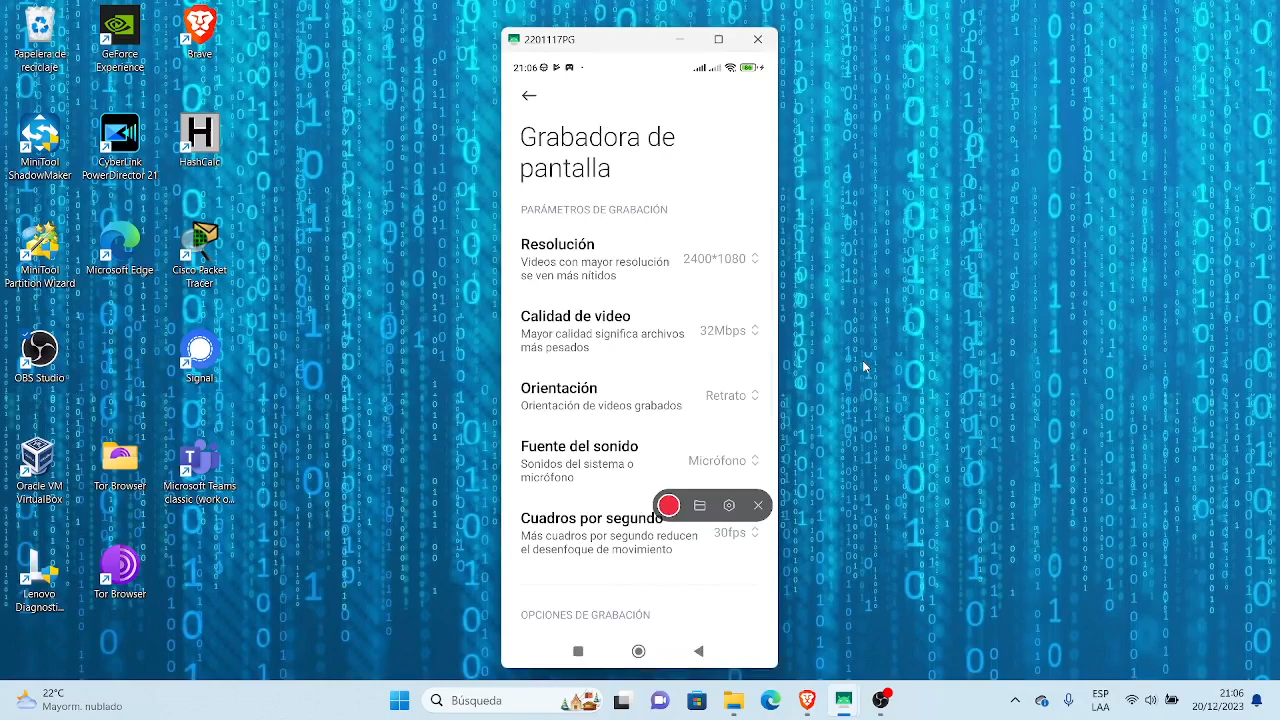 Papelera de
reciclaje
GeForce
Experience
Brave
MiniTool
ShadowMaker
CyberLink
PowerDirector 21
HashCalc
MiniTool
Partition Wizard
Microsoft Edge
Cisco Packet
Tracer
OBS Studio
Signal
Oracle VM
VirtualBox
Tor Browser
Microsoft Teams
classic (work o...
Lenovo
Diagnosti...
Tor Browser
2201117PG
21:06
86
Grabadora de
pantalla
PARÁMETROS DE GRABACIÓN
Resolución
Videos con mayor resolución
se ven más nítidos
2400*1080
Calidad de video
Mayor calidad significa archivos
más pesados
32Mbps
Orientación
Orientación de videos grabados
Retrato
Fuente del sonido
Sonidos del sistema o
micrófono
Micrófono
Cuadros por segundo
Más cuadros por segundo reducen
el desenfoque de movimiento
30fps
OPCIONES DE GRABACIÓN
22°C
Mayorm. nublado
Búsqueda
ESP
LAA
21:06
20/12/2023